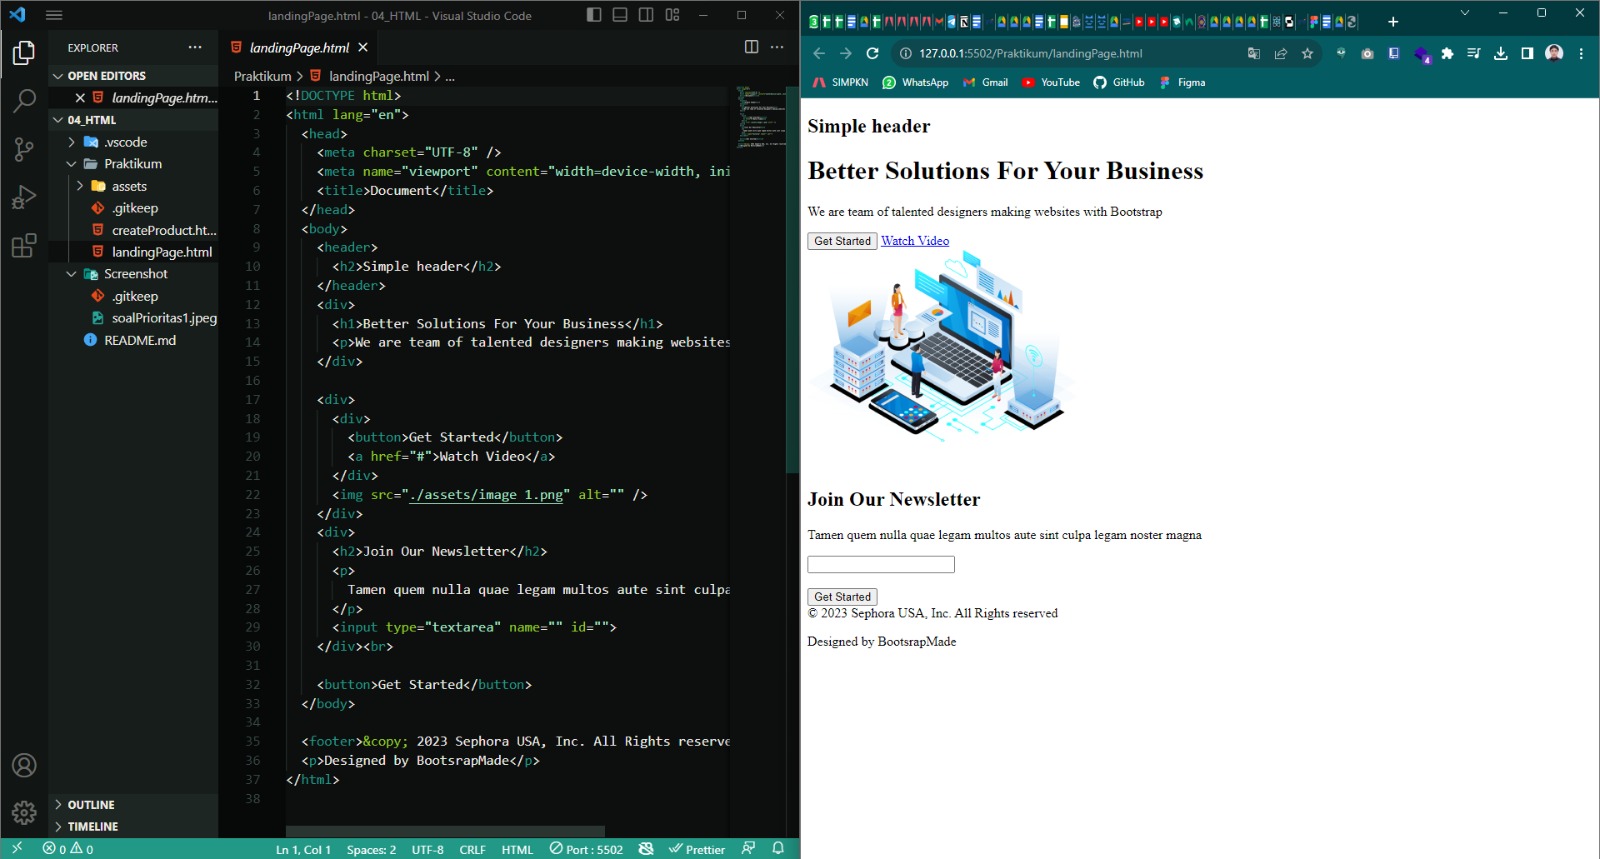 landingPage.html - 04_HTML - Visual Studio Code
EXPLORER
OPEN EDITORS
landingPage.htm...
04_HTML
.vscode
Praktikum
assets
.gitkeep
createProduct.ht...
landingPage.html
Screenshot
.gitkeep
soalPrioritas1.jpeg
README.md
OUTLINE
TIMELINE
landingPage.html
Praktikum > landingPage.html > ...
1 <!DOCTYPE html>
2 <html lang="en">
3 <head>
4 <meta charset="UTF-8" />
5 <meta name="viewport" content="width=device-width, ini
6 <title>Document</title>
7 </head>
8 <body>
9 <header>
10 <h2>Simple header</h2>
11 </header>
12 <div>
13 <h1>Better Solutions For Your Business</h1>
14 <p>We are team of talented designers making websites
15 </div>
16
17 <div>
18 <div>
19 <button>Get Started</button>
20 <a href="#">Watch Video</a>
21 </div>
22 <img src="./assets/image 1.png" alt="" />
23 </div>
24 <div>
25 <h2>Join Our Newsletter</h2>
26 <p>
27 Tamen quem nulla quae legam multos aute sint culpa
28 </p>
29 <input type="textarea" name="" id="">
30 </div><br>
31
32 <button>Get Started</button>
33 </body>
34
35 <footer>&copy; 2023 Sephora USA, Inc. All Rights reserve
36 <p>Designed by BootsrapMade</p>
37 </html>
38
0 0
Ln 1, Col 1 Spaces: 2 UTF-8 CRLF HTML Port : 5502 Prettier
127.0.0.1:5502/Praktikum/landingPage.html
4
SIMPKN WhatsApp Gmail YouTube GitHub Figma
Simple header
Better Solutions For Your Business
We are team of talented designers making websites with Bootstrap
Get Started Watch Video
Join Our Newsletter
Tamen quem nulla quae legam multos aute sint culpa legam noster magna
Get Started
© 2023 Sephora USA, Inc. All Rights reserved
Designed by BootsrapMade